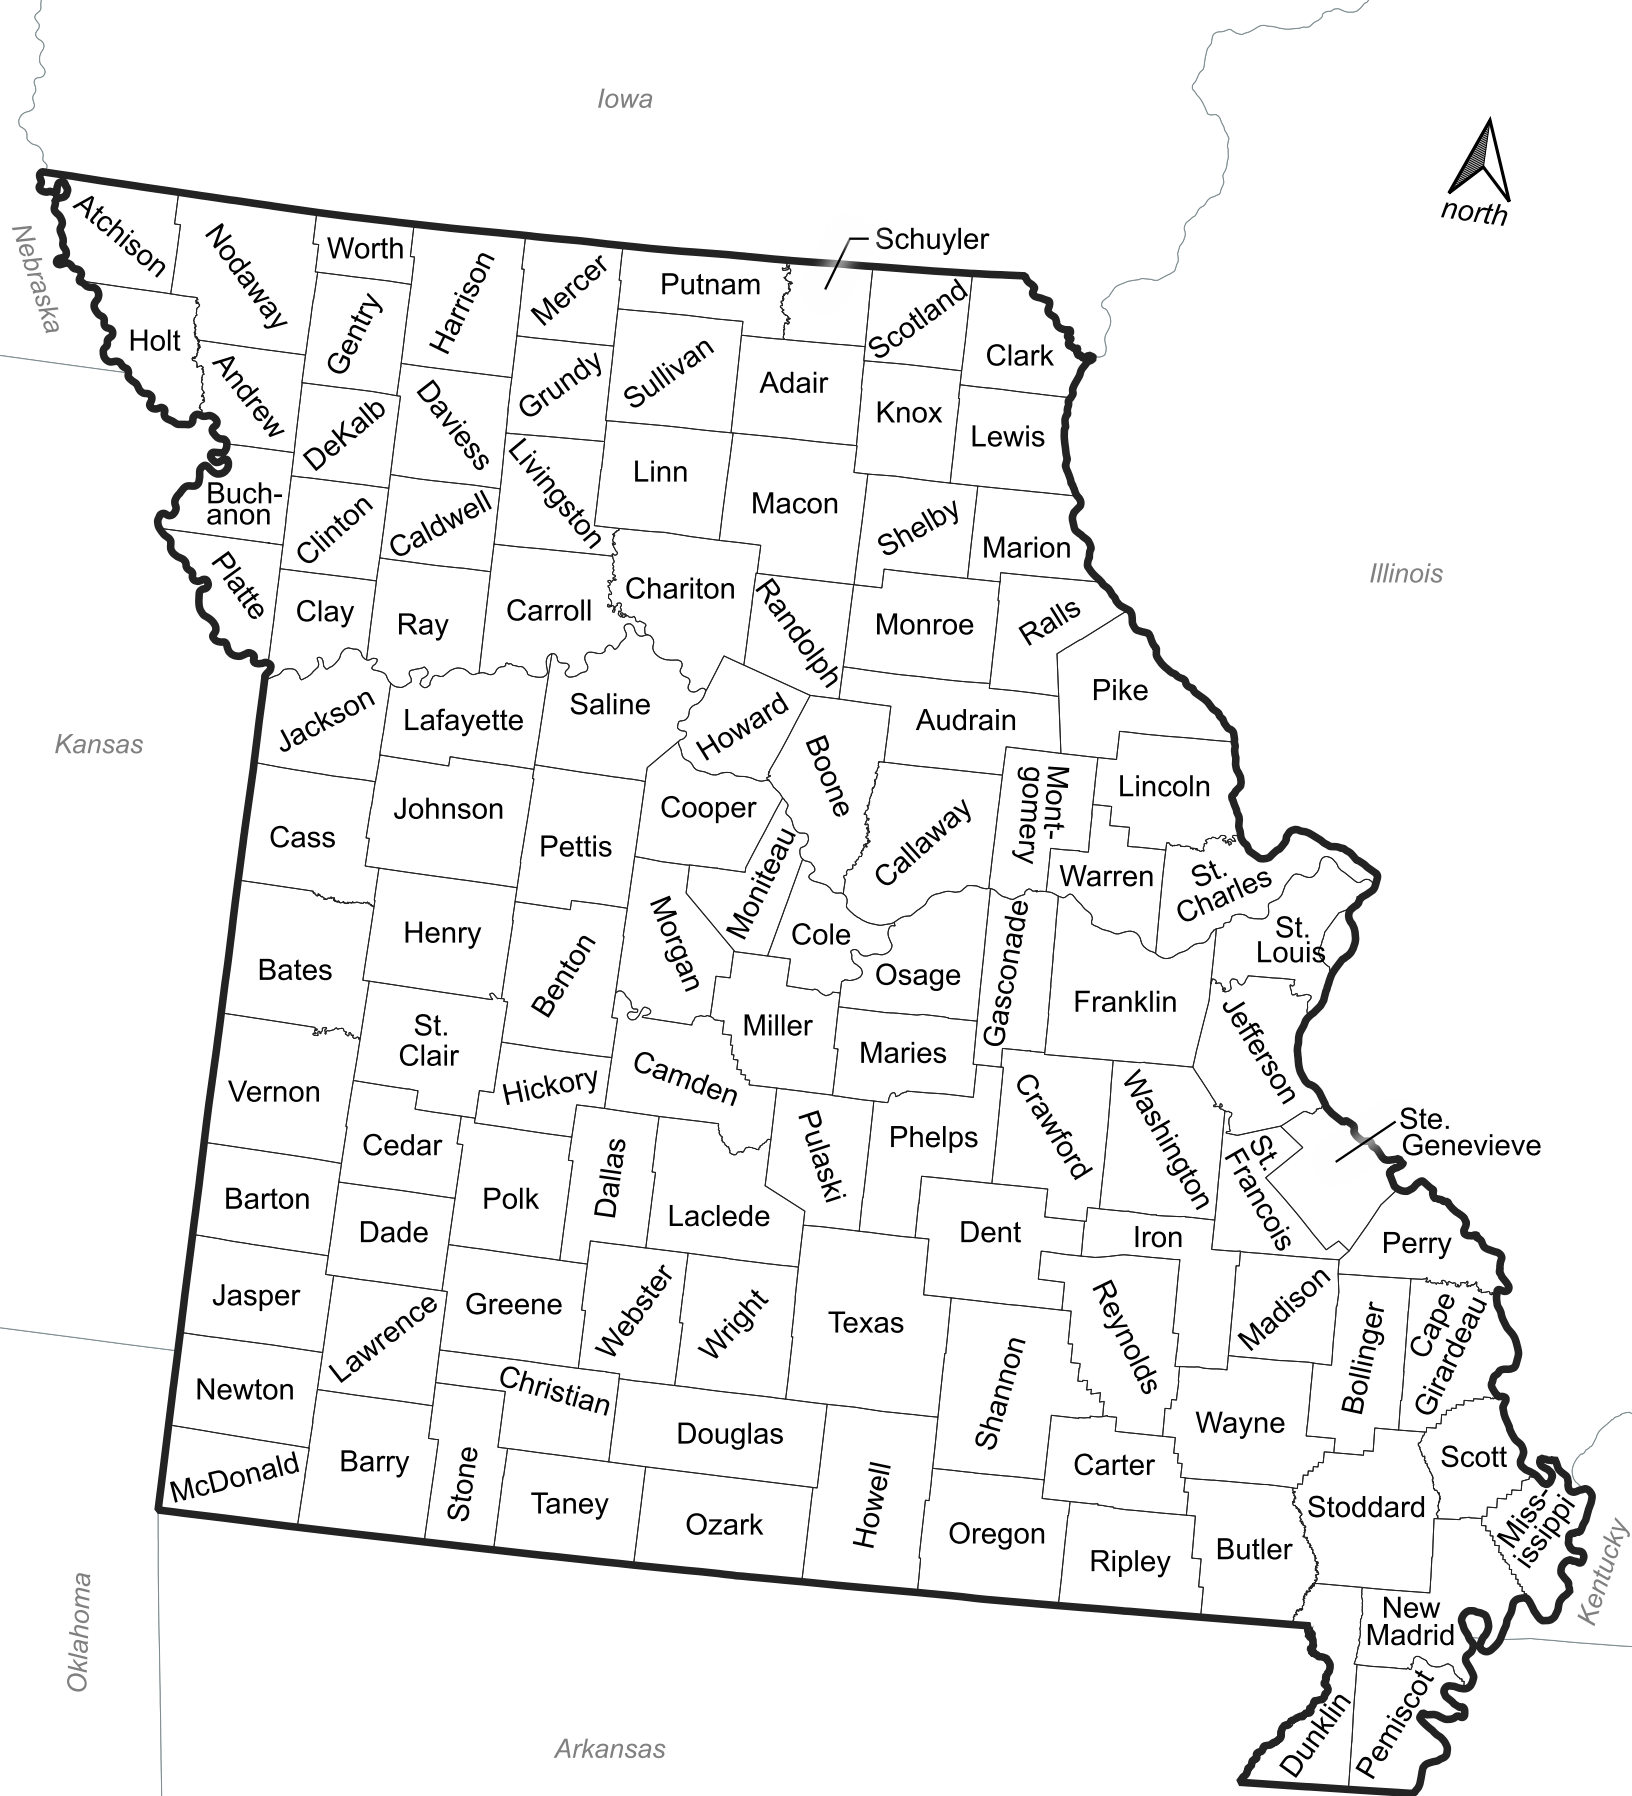 Iowa
north
Schuyler
Nebraska
Atchison
Nodaway
Worth
Harrison
Mercer
Putnam
Scotland
Clark
Holt
Gentry
Andrew
DeKalb
Daviess
Grundy
Sullivan
Adair
Knox
Lewis
Buch-
anon
Clinton
Caldwell
Livingston
Linn
Macon
Shelby
Marion
Illinois
Platte
Clay
Ray
Carroll
Chariton
Randolph
Monroe
Ralls
Pike
Kansas
Jackson
Lafayette
Saline
Howard
Boone
Audrain
Mont-
gomery
Lincoln
Cass
Johnson
Pettis
Cooper
Moniteau
Callaway
Warren
St.
Charles
St.
Louis
Bates
Henry
Benton
Morgan
Cole
Osage
Gasconade
Franklin
Jefferson
Vernon
St.
Clair
Hickory
Camden
Miller
Maries
Pulaski
Phelps
Crawford
Washington
Ste.
Genevieve
St.
Francois
Perry
Cedar
Barton
Dade
Polk
Dallas
Laclede
Dent
Iron
Jasper
Lawrence
Greene
Webster
Wright
Texas
Shannon
Reynolds
Madison
Bollinger
Cape
Girardeau
Newton
Christian
Douglas
Wayne
Scott
McDonald
Barry
Stone
Taney
Ozark
Howell
Oregon
Carter
Ripley
Butler
Stoddard
Miss-
issippi
Kentucky
New
Madrid
Dunklin
Pemiscot
Oklahoma
Arkansas